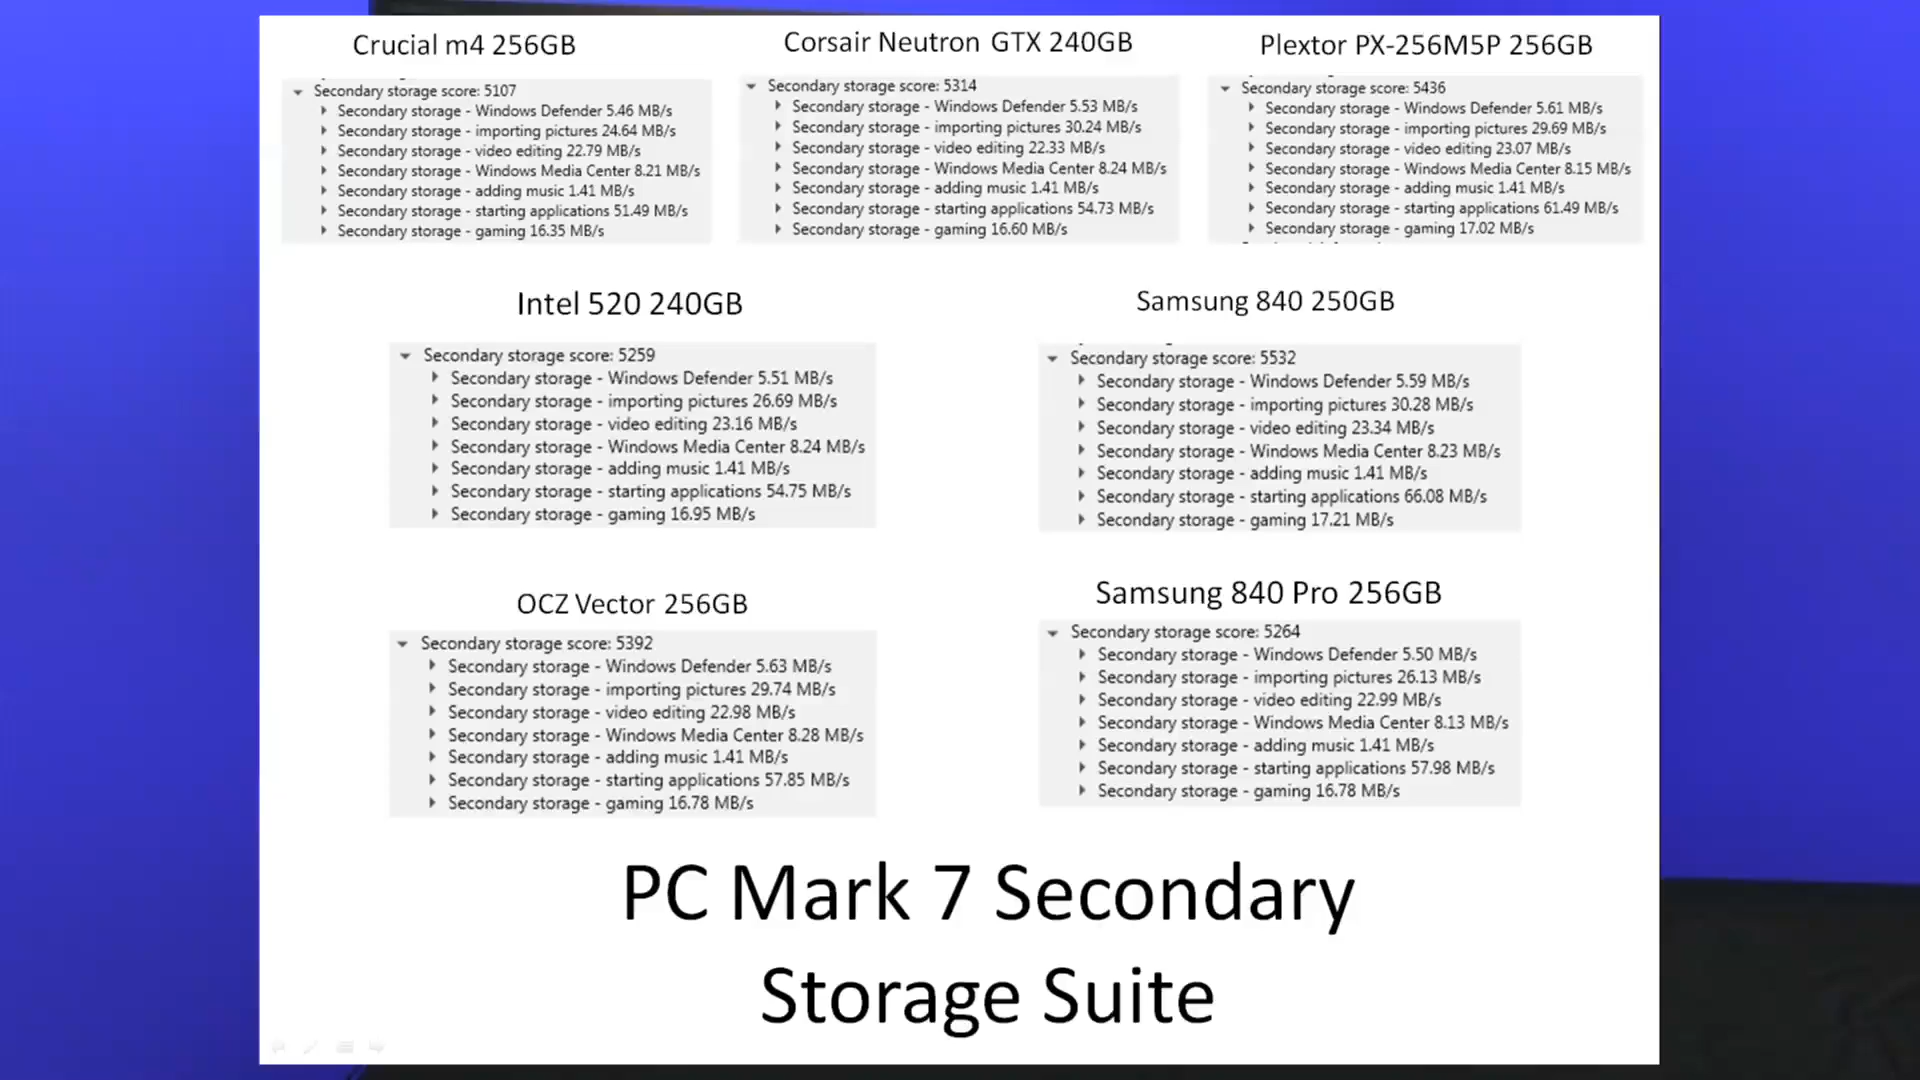 Crucial m4 256GB
Secondary storage score: 5107
Secondary storage - Windows Defender 5.46 MB/s
Secondary storage - importing pictures 24.64 MB/s
Secondary storage - video editing 22.79 MB/s
Secondary storage - Windows Media Center 8.21 MB/s
Secondary storage - adding music 1.41 MB/s
Secondary storage - starting applications 51.49 MB/s
Secondary storage - gaming 16.35 MB/s
Corsair Neutron GTX 240GB
Secondary storage score: 5314
Secondary storage - Windows Defender 5.53 MB/s
Secondary storage - importing pictures 30.24 MB/s
Secondary storage - video editing 22.33 MB/s
Secondary storage - Windows Media Center 8.24 MB/s
Secondary storage - adding music 1.41 MB/s
Secondary storage - starting applications 54.73 MB/s
Secondary storage - gaming 16.60 MB/s
Plextor PX-256M5P 256GB
Secondary storage score: 5436
Secondary storage - Windows Defender 5.61 MB/s
Secondary storage - importing pictures 29.69 MB/s
Secondary storage - video editing 23.07 MB/s
Secondary storage - Windows Media Center 8.15 MB/s
Secondary storage - adding music 1.41 MB/s
Secondary storage - starting applications 61.49 MB/s
Secondary storage - gaming 17.02 MB/s
Intel 520 240GB
Secondary storage score: 5259
Secondary storage - Windows Defender 5.51 MB/s
Secondary storage - importing pictures 26.69 MB/s
Secondary storage - video editing 23.16 MB/s
Secondary storage - Windows Media Center 8.24 MB/s
Secondary storage - adding music 1.41 MB/s
Secondary storage - starting applications 54.75 MB/s
Secondary storage - gaming 16.95 MB/s
Samsung 840 250GB
Secondary storage score: 5532
Secondary storage - Windows Defender 5.59 MB/s
Secondary storage - importing pictures 30.28 MB/s
Secondary storage - video editing 23.34 MB/s
Secondary storage - Windows Media Center 8.23 MB/s
Secondary storage - adding music 1.41 MB/s
Secondary storage - starting applications 66.08 MB/s
Secondary storage - gaming 17.21 MB/s
OCZ Vector 256GB
Secondary storage score: 5392
Secondary storage - Windows Defender 5.63 MB/s
Secondary storage - importing pictures 29.74 MB/s
Secondary storage - video editing 22.98 MB/s
Secondary storage - Windows Media Center 8.28 MB/s
Secondary storage - adding music 1.41 MB/s
Secondary storage - starting applications 57.85 MB/s
Secondary storage - gaming 16.78 MB/s
Samsung 840 Pro 256GB
Secondary storage score: 5264
Secondary storage - Windows Defender 5.50 MB/s
Secondary storage - importing pictures 26.13 MB/s
Secondary storage - video editing 22.99 MB/s
Secondary storage - Windows Media Center 8.13 MB/s
Secondary storage - adding music 1.41 MB/s
Secondary storage - starting applications 57.98 MB/s
Secondary storage - gaming 16.78 MB/s
PC Mark 7 Secondary
Storage Suite